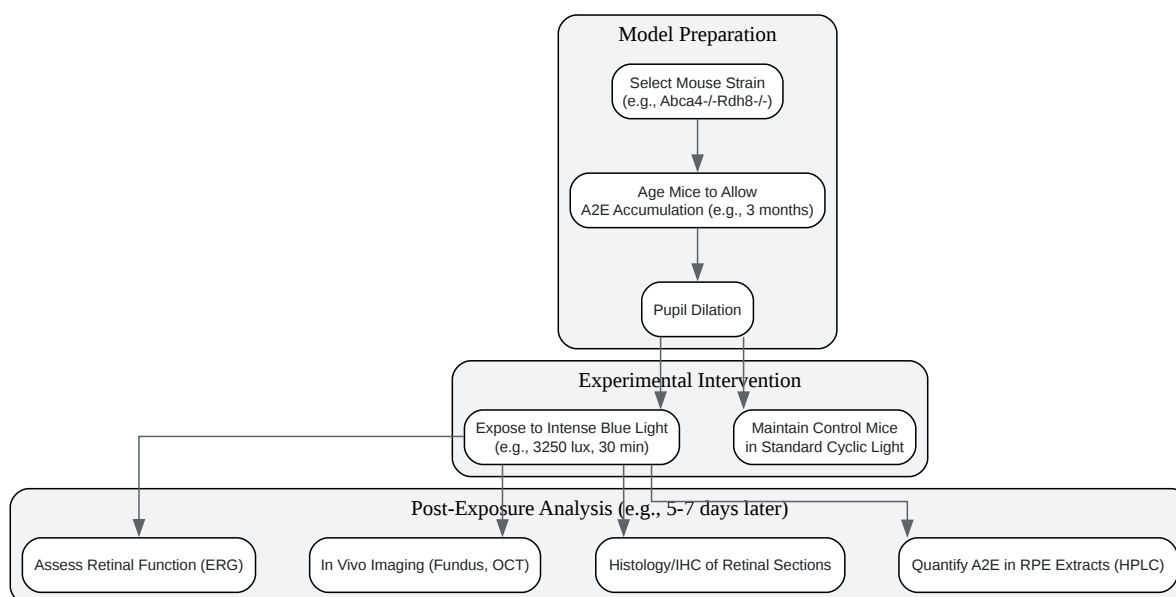 Model Preparation
Select Mouse Strain
(e.g., Abca4-/-Rdh8-/-)
Age Mice to Allow
A2E Accumulation (e.g., 3 months)
Pupil Dilation
Experimental Intervention
Expose to Intense Blue Light
(e.g., 3250 lux, 30 min)
Maintain Control Mice
in Standard Cyclic Light
Post-Exposure Analysis (e.g., 5-7 days later)
Assess Retinal Function (ERG)
In Vivo Imaging (Fundus, OCT)
Histology/IHC of Retinal Sections
Quantify A2E in RPE Extracts (HPLC)